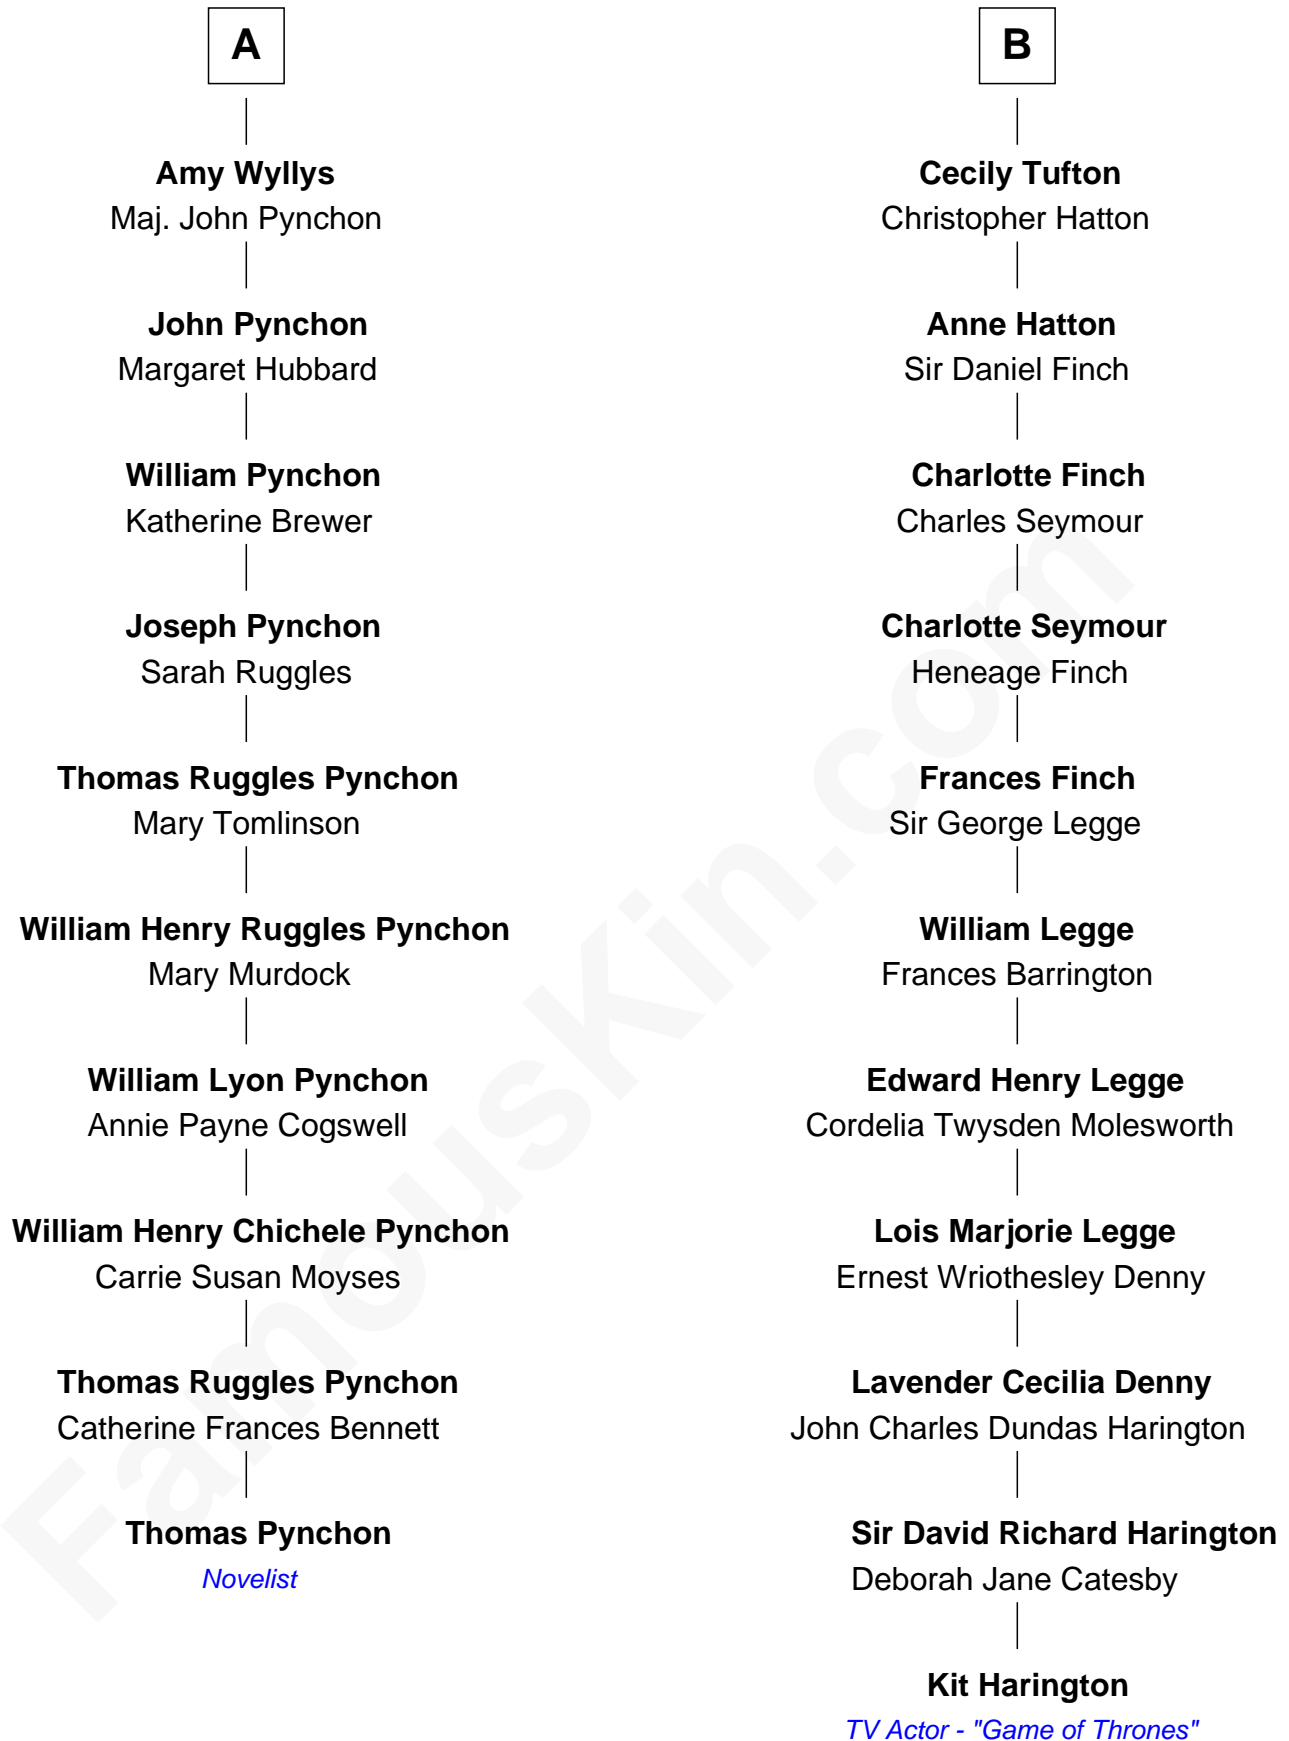 A
Amy Wyllys
Maj. John Pynchon
John Pynchon
Margaret Hubbard
William Pynchon
Katherine Brewer
Joseph Pynchon
Sarah Ruggles
Thomas Ruggles Pynchon
Mary Tomlinson
William Henry Ruggles Pynchon
Mary Murdock
William Lyon Pynchon
Annie Payne Cogswell
William Henry Chichele Pynchon
Carrie Susan Moyses
Thomas Ruggles Pynchon
Catherine Frances Bennett
Thomas Pynchon
Novelist
B
Cecily Tufton
Christopher Hatton
Anne Hatton
Sir Daniel Finch
Charlotte Finch
Charles Seymour
Charlotte Seymour
Heneage Finch
Frances Finch
Sir George Legge
William Legge
Frances Barrington
Edward Henry Legge
Cordelia Twysden Molesworth
Lois Marjorie Legge
Ernest Wriothesley Denny
Lavender Cecilia Denny
John Charles Dundas Harington
Sir David Richard Harington
Deborah Jane Catesby
Kit Harington
TV Actor - "Game of Thrones"
FamousKin.com